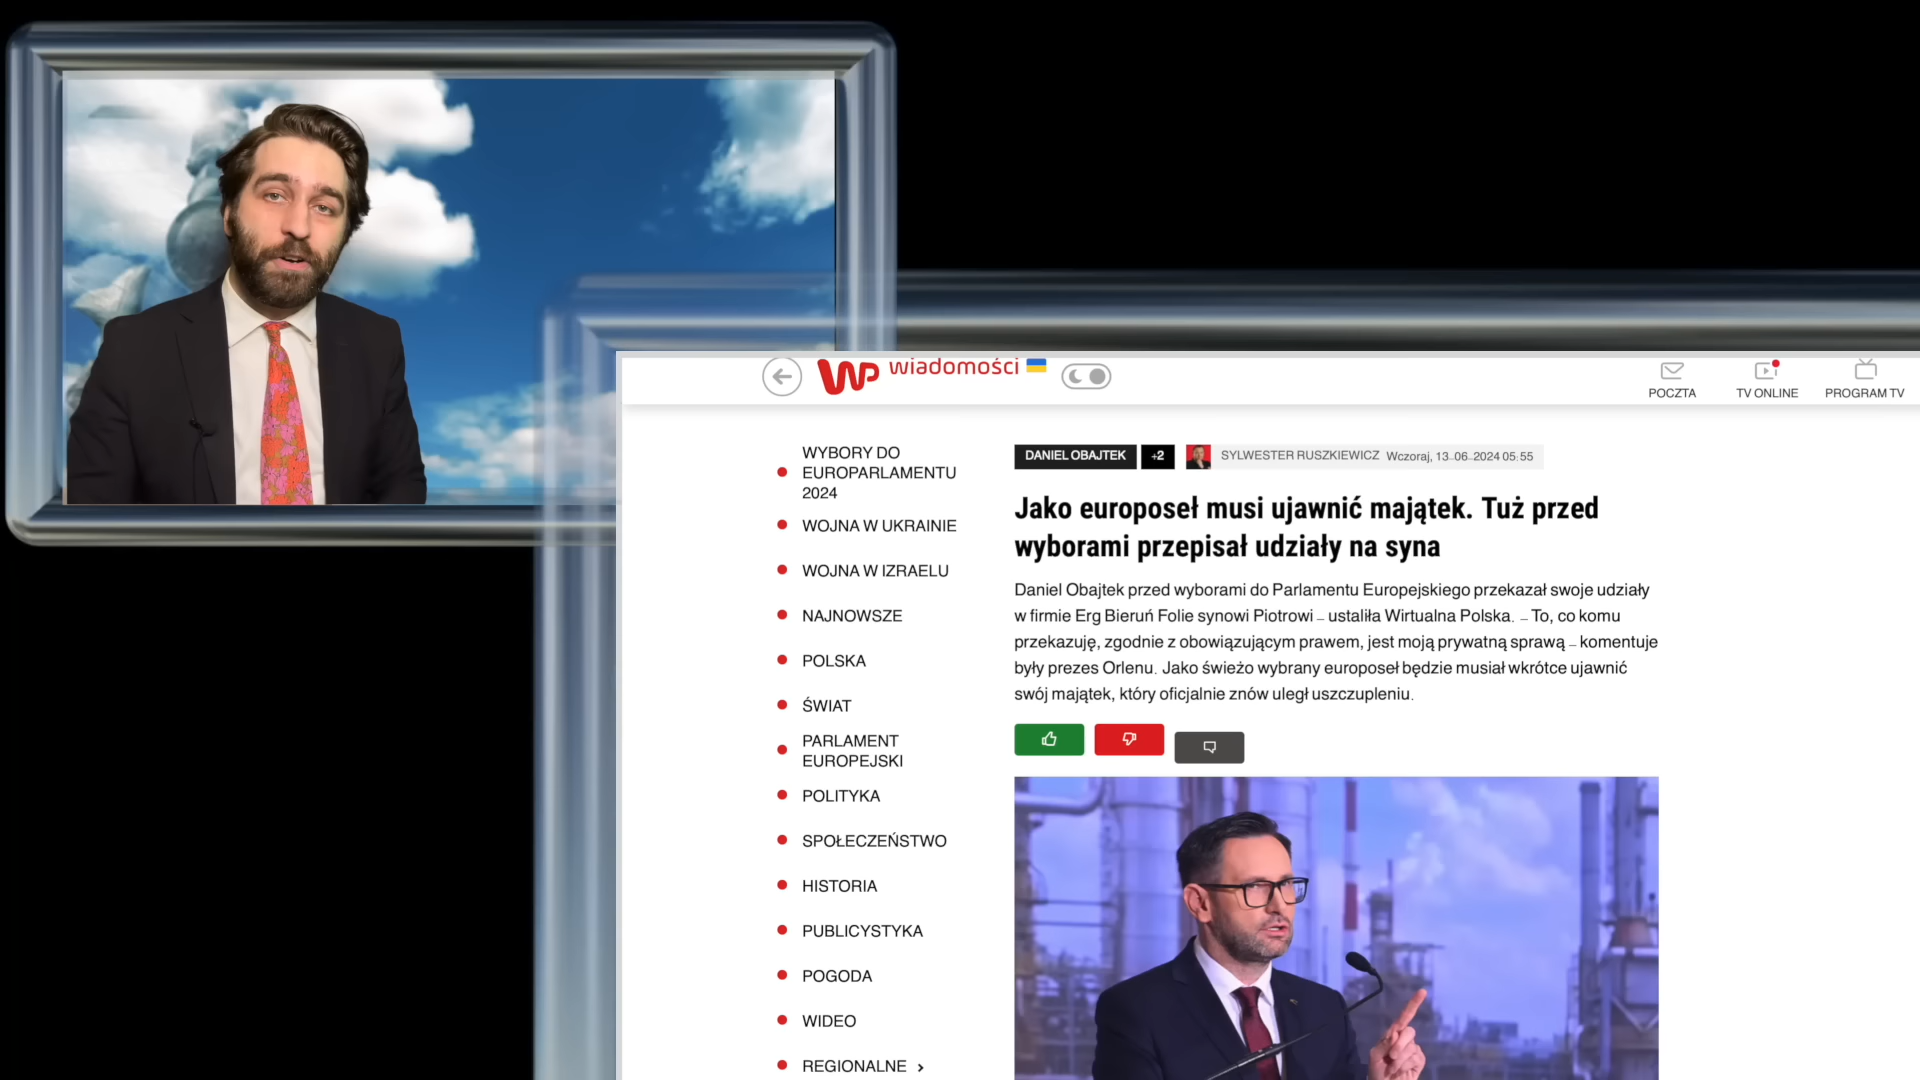 wp wiadomości
POCZTA
TV ONLINE
PROGRAM TV
WYBORY DO
EUROPARLAMENTU
2024
WOJNA W UKRAINIE
WOJNA W IZRAELU
NAJNOWSZE
POLSKA
ŚWIAT
PARLAMENT
EUROPEJSKI
POLITYKA
SPOŁECZEŃSTWO
HISTORIA
PUBLICYSTYKA
POGODA
WIDEO
REGIONALNE
DANIEL OBAJTEK +2 SYLWESTER RUSZKIEWICZ Wczoraj, 13-06-2024 05:55
Jako europoseł musi ujawnić majątek. Tuż przed
wyborami przepisał udziały na syna
Daniel Obajtek przed wyborami do Parlamentu Europejskiego przekazał swoje udziały
w firmie Erg Bieruń Folie synowi Piotrowi – ustaliła Wirtualna Polska. – To, co komu
przekazuję, zgodnie z obowiązującym prawem, jest moją prywatną sprawą – komentuje
były prezes Orlenu. Jako świeżo wybrany europoseł będzie musiał wkrótce ujawnić
swój majątek, który oficjalnie znów uległ uszczupleniu.